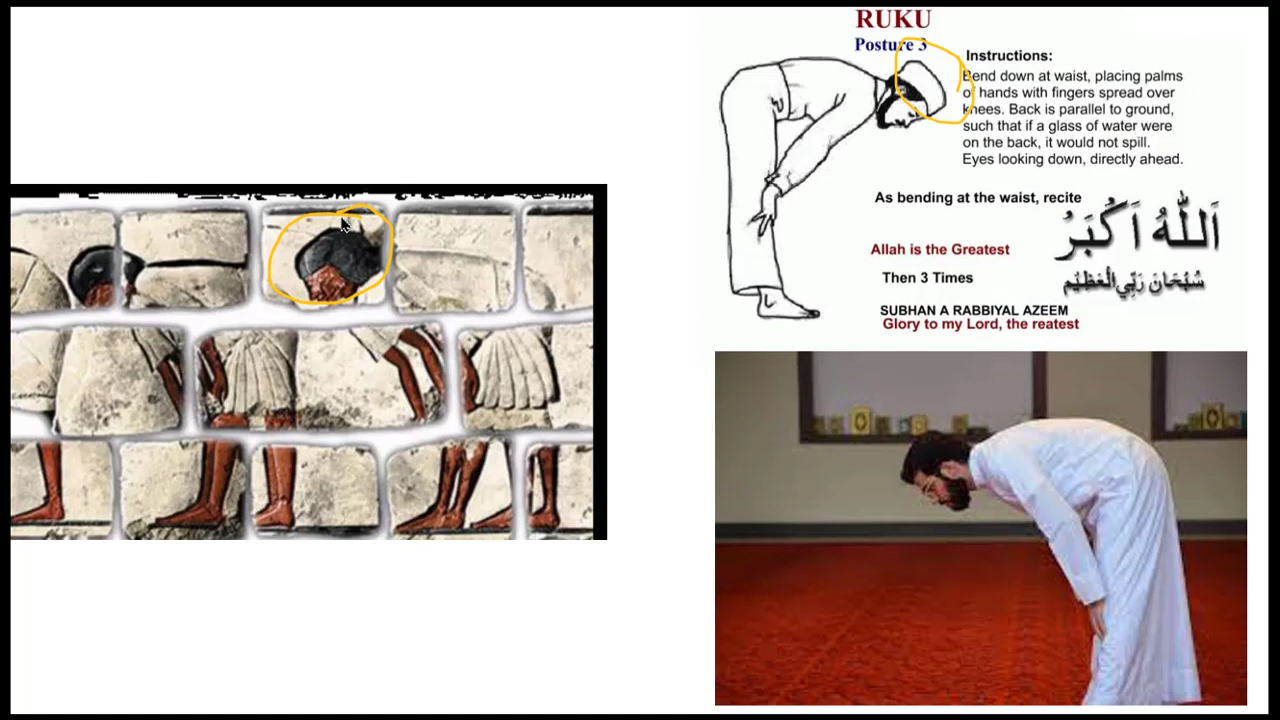 RUKU
Posture 3
Instructions:
Bend down at waist, placing palms
of hands with fingers spread over
knees. Back is parallel to ground,
such that if a glass of water were
on the back, it would not spill.
Eyes looking down, directly ahead.
As bending at the waist, recite
اَللّٰهُ اَكْبَرُ
Allah is the Greatest
Then 3 Times
سُبْحَانَ رَبِّيَ الْعَظِيْم
SUBHAN A RABBIYAL AZEEM
Glory to my Lord, the reatest